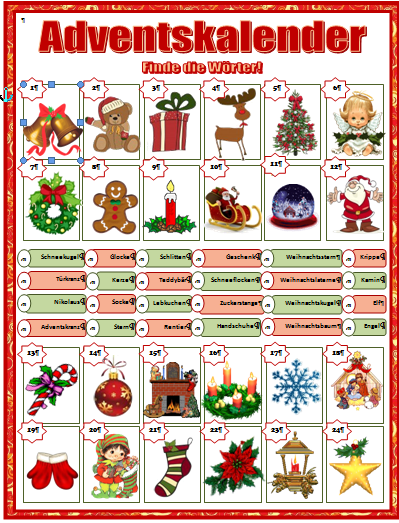 Adventskalender
Finde die Wörter!
1¶ 2¶ 3¶ 4¶ 5¶ 6¶
7¶ 8¶ 9¶ 10¶ 11¶ 12¶
Schneekugel¶ Glocke¶ Schlitten¶ Geschenk¶ Weihnachtsstern¶ Krippe¶
Türkranz¶ Kerze¶ Teddybär¶ Schneeflocken¶ Weihnachtslaterne¶ Kamin¶
Nikolaus¶ Socke¶ Lebkuchen¶ Zuckerstange¶ Weihnachtskugel¶ Elf¶
Adventskranz¶ Stern¶ Rentier¶ Handschuhe¶ Weihnachtsbaum¶ Engel¶
13¶ 14¶ 15¶ 16¶ 17¶ 18¶
19¶ 20¶ 21¶ 22¶ 23¶ 24¶